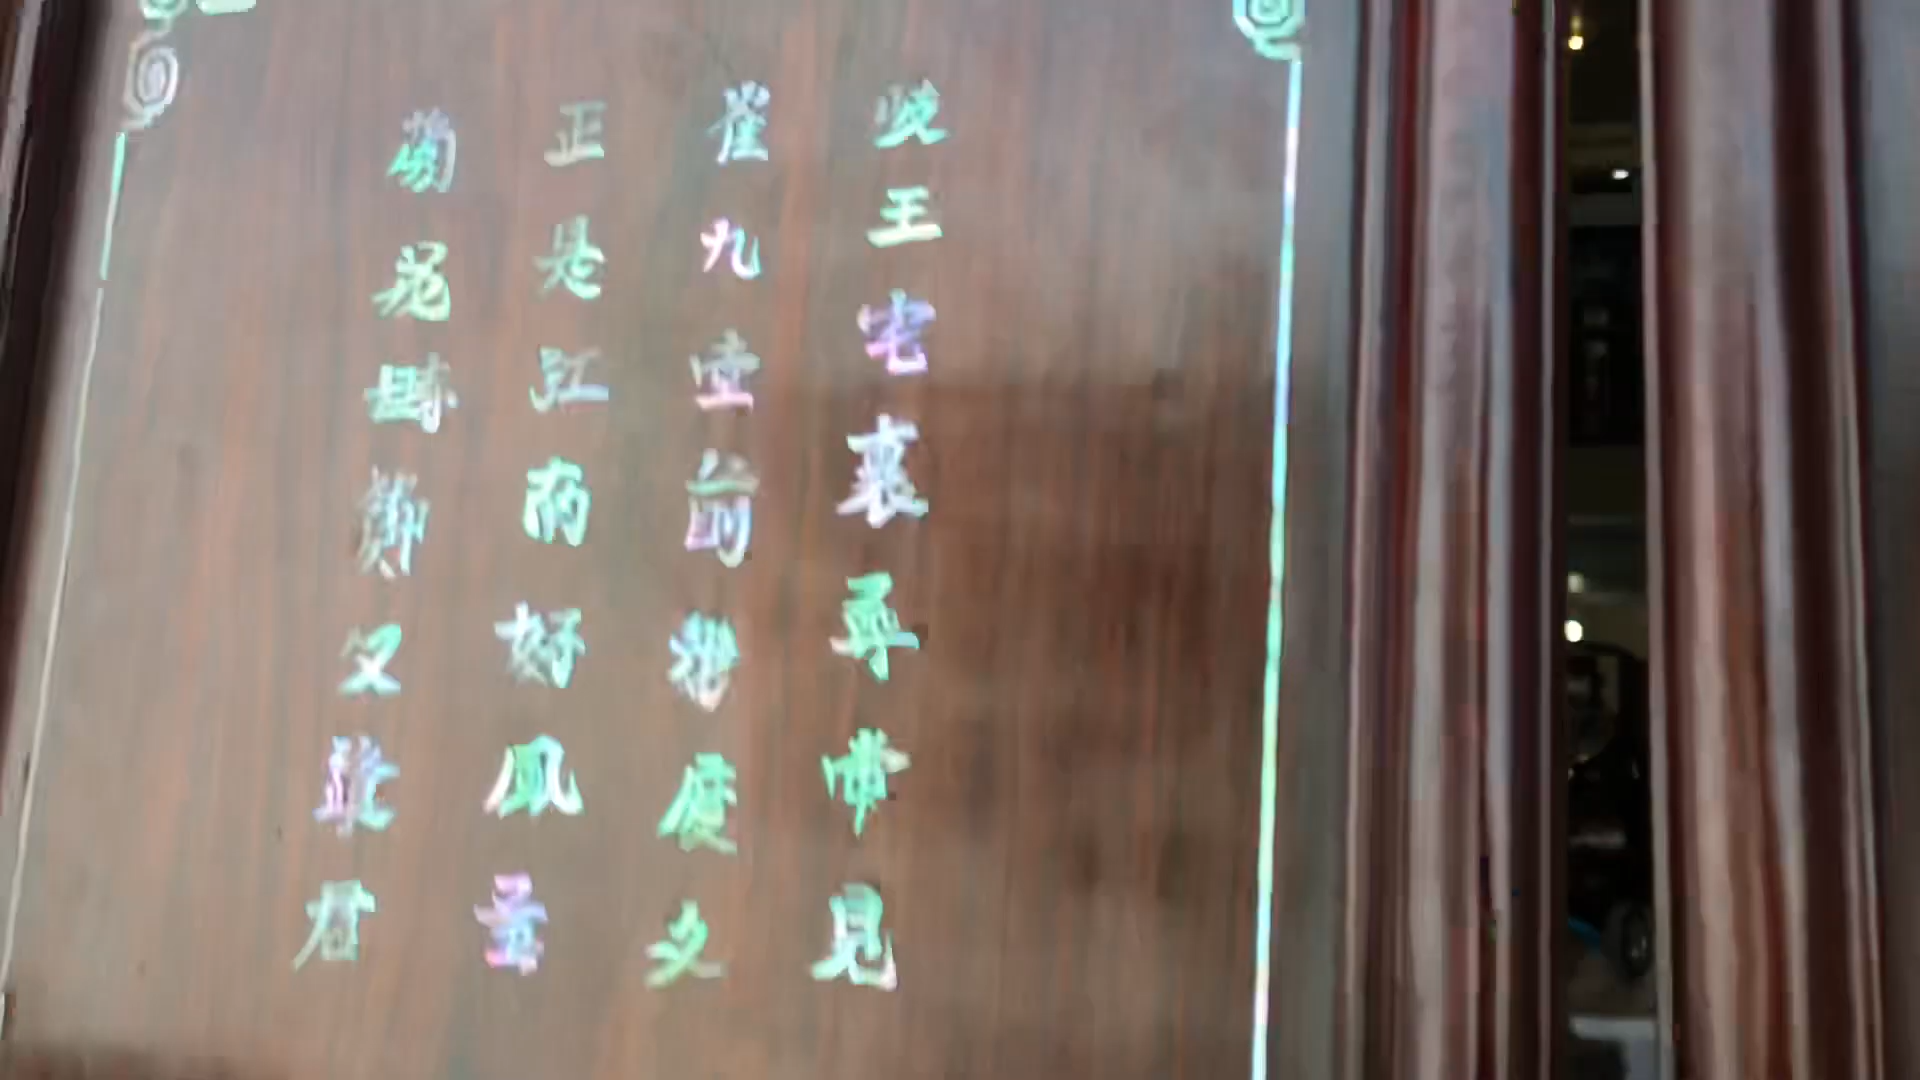 岐王宅裏尋常見
崔九堂前幾度
正是江南好風景
落花時節又逢君